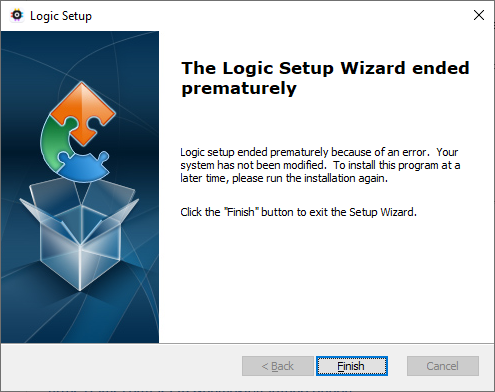 Logic Setup
The Logic Setup Wizard ended
prematurely
Logic setup ended prematurely because of an error.  Your
system has not been modified.  To install this program at a
later time, please run the installation again.
Click the "Finish" button to exit the Setup Wizard.
< Back
Finish
Cancel